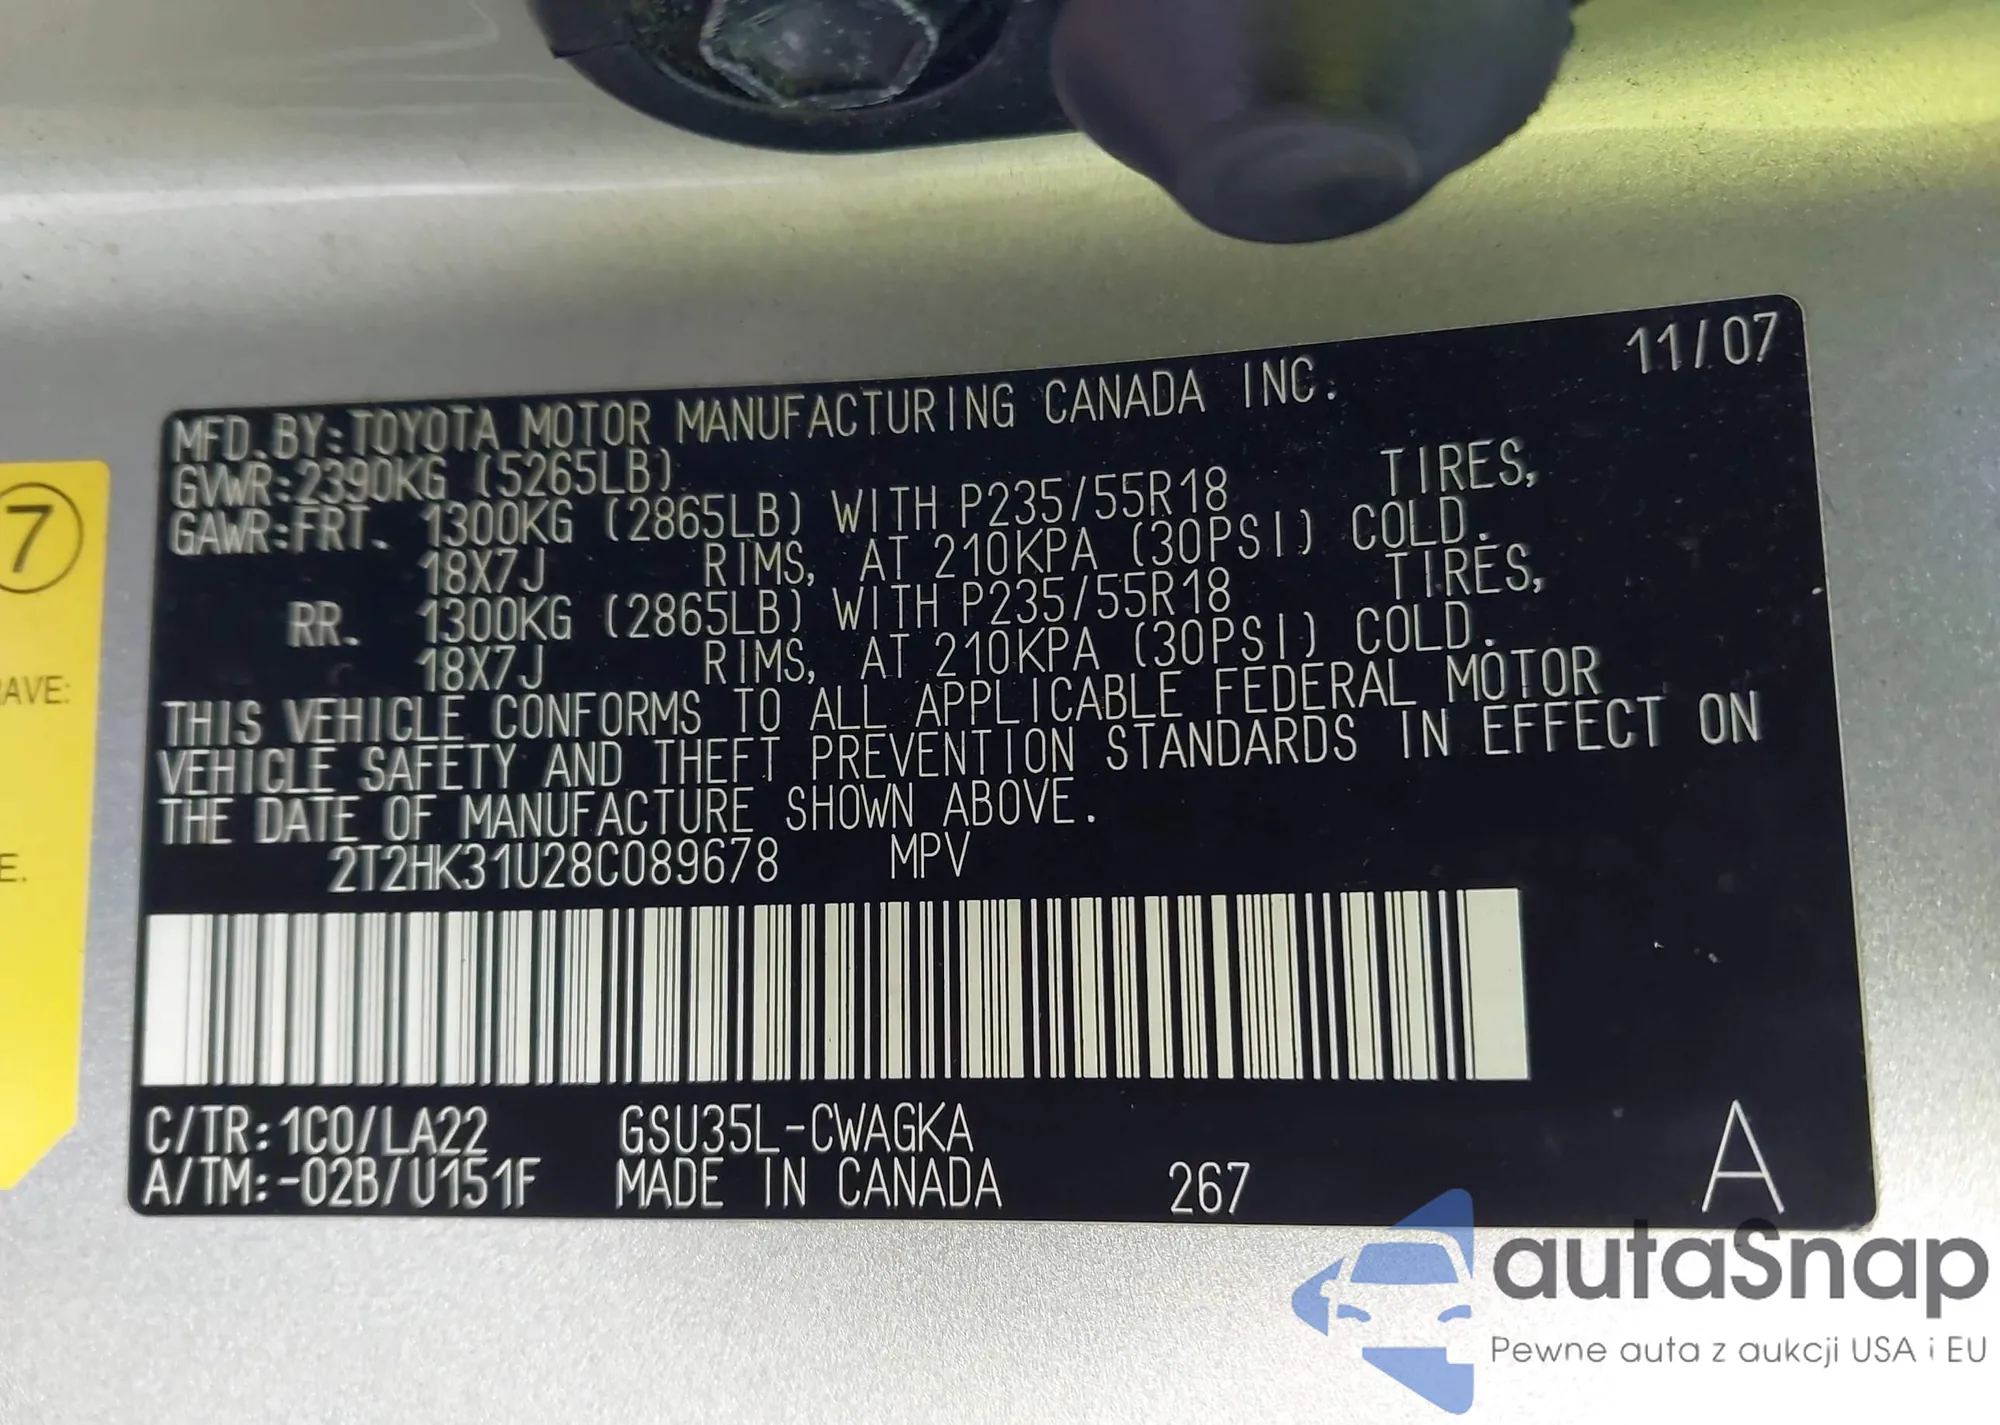 11/07
MFD.BY:TOYOTA MOTOR MANUFACTURING CANADA INC.
GVWR:2390KG (5265LB)
GAWR:FRT. 1300KG (2865LB) WITH P235/55R18 TIRES,
18X7J RIMS, AT 210KPA (30PSI) COLD.
RR. 1300KG (2865LB) WITH P235/55R18 TIRES,
18X7J RIMS, AT 210KPA (30PSI) COLD.
THIS VEHICLE CONFORMS TO ALL APPLICABLE FEDERAL MOTOR
VEHICLE SAFETY AND THEFT PREVENTION STANDARDS IN EFFECT ON
THE DATE OF MANUFACTURE SHOWN ABOVE.
2T2HK31U28C089678 MPV
C/TR:1C0/LA22 GSU35L-CWAGKA
A/TM:-02B/U151F MADE IN CANADA 267 A
7
AVE:
E.
autoSnap
Pewne auta z aukcji USA i EU